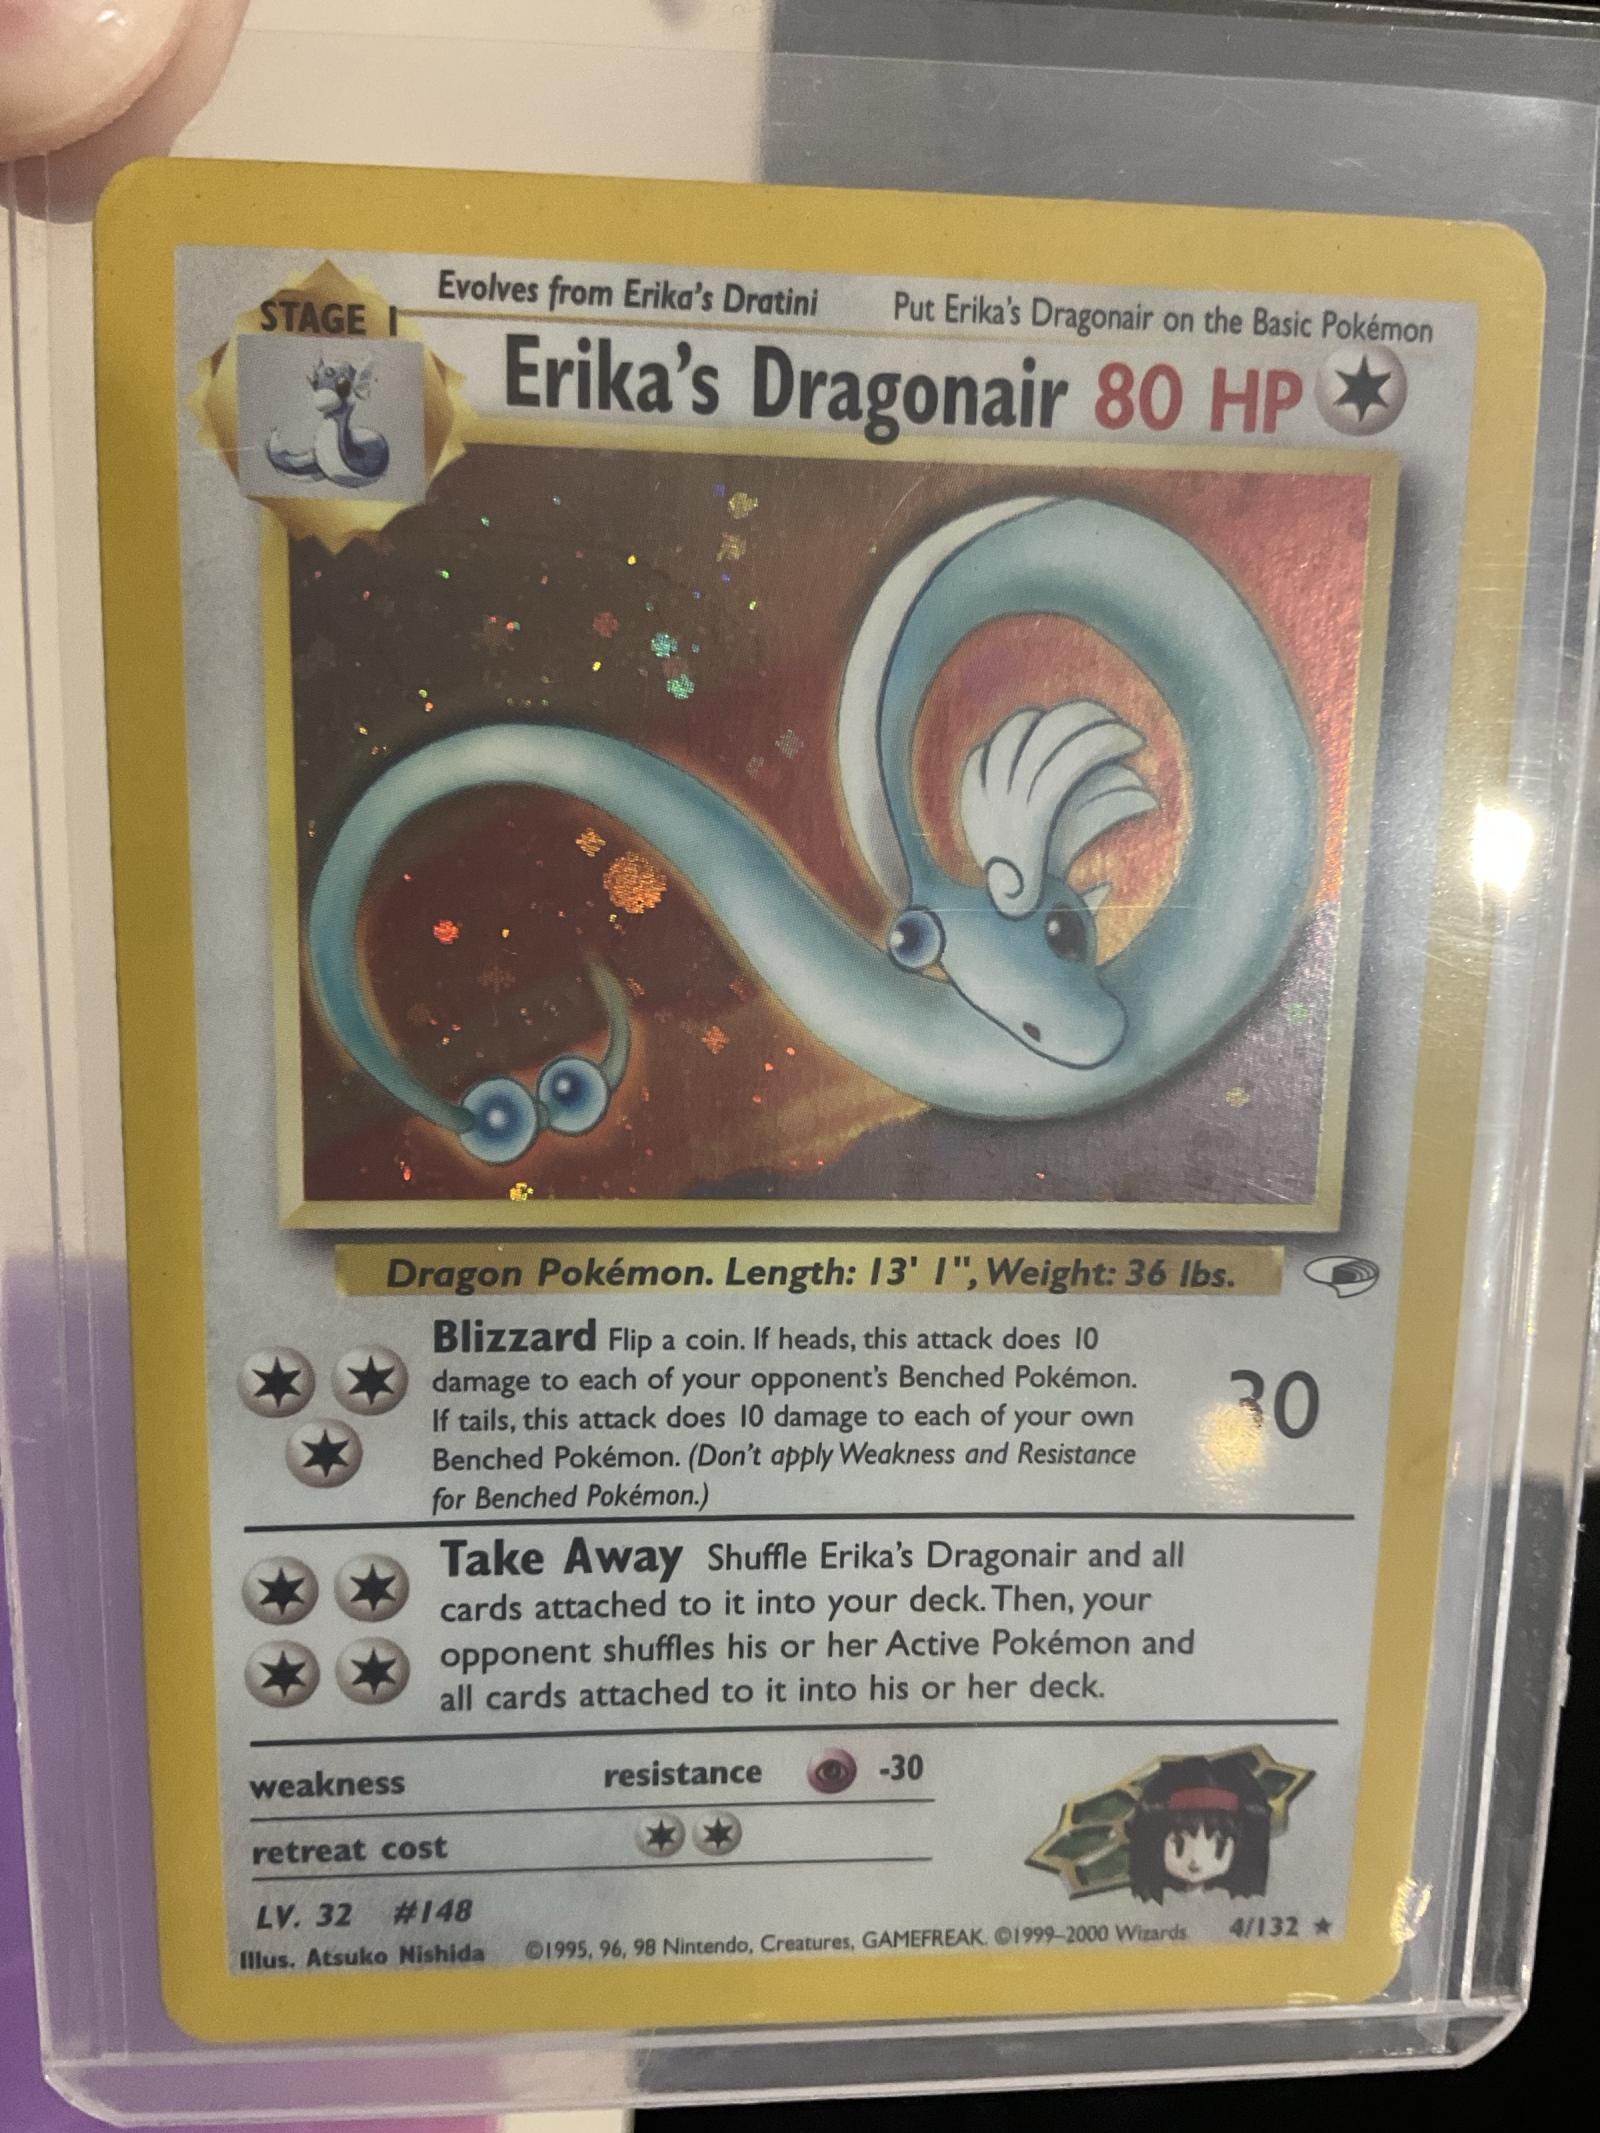 STAGE 1
Evolves from Erika's Dratini
Put Erika's Dragonair on the Basic Pokémon
Erika's Dragonair 80 HP
Dragon Pokémon. Length: 13' 1", Weight: 36 lbs.
Blizzard Flip a coin. If heads, this attack does 10
damage to each of your opponent's Benched Pokémon.
If tails, this attack does 10 damage to each of your own
Benched Pokémon. (Don't apply Weakness and Resistance
for Benched Pokémon.)
30
Take Away Shuffle Erika's Dragonair and all
cards attached to it into your deck. Then, your
opponent shuffles his or her Active Pokémon and
all cards attached to it into his or her deck.
weakness
resistance -30
retreat cost
LV. 32 #148
Illus. Atsuko Nishida
©1995, 96, 98 Nintendo, Creatures, GAMEFREAK. ©1999–2000 Wizards.
4/132 ★